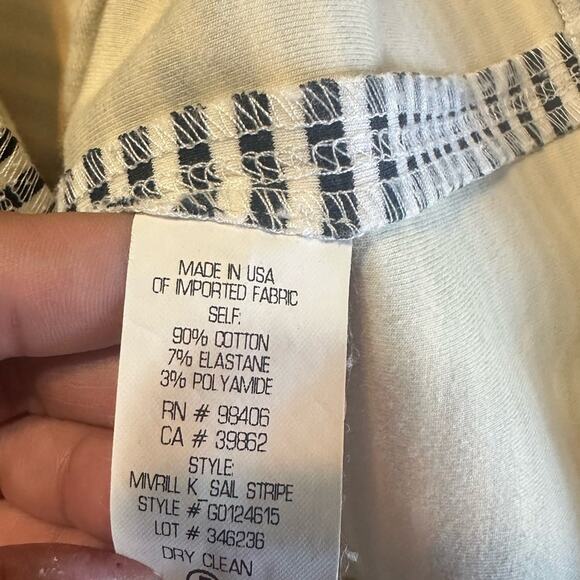 MADE IN USA
OF IMPORTED FABRIC
SELF:
90% COTTON
7% ELASTANE
3% POLYAMIDE
RN # 98406
CA # 39862
STYLE:
MIVRILL K_SAIL STRIPE
STYLE #_G0124615
LOT # 346236
DRY CLEAN